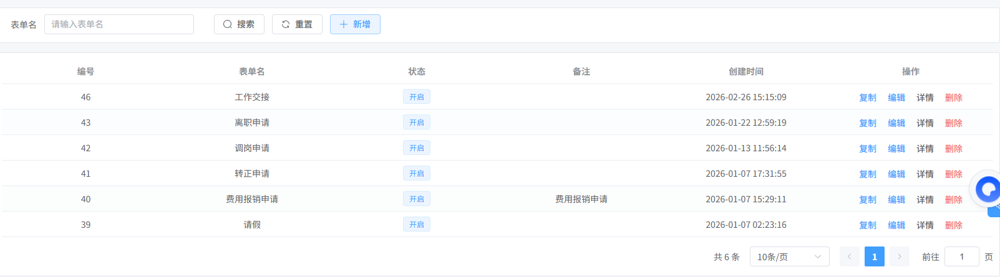 表单名 请输入表单名 搜索 重置 新增
编号 表单名 状态 备注 创建时间 操作
46 工作交接 开启 2026-02-26 15:15:09 复制 编辑 详情 删除
43 离职申请 开启 2026-01-22 12:59:19 复制 编辑 详情 删除
42 调岗申请 开启 2026-01-13 11:56:14 复制 编辑 详情 删除
41 转正申请 开启 2026-01-07 17:31:55 复制 编辑 详情 删除
40 费用报销申请 开启 费用报销申请 2026-01-07 15:29:11 复制 编辑 详情 删除
39 请假 开启 2026-01-07 02:23:16 复制 编辑 详情 删除
共 6 条 10条/页 1 前往 1 页